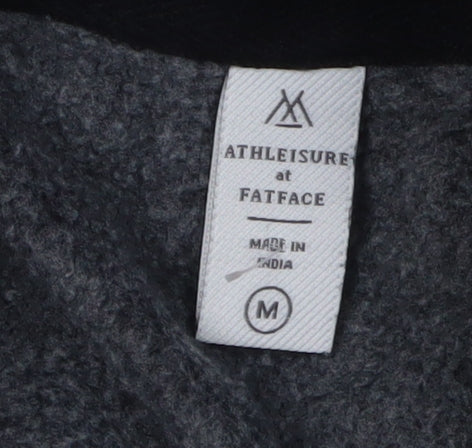 ATHLEISURE
at
FATFACE
MADE IN
INDIA
M